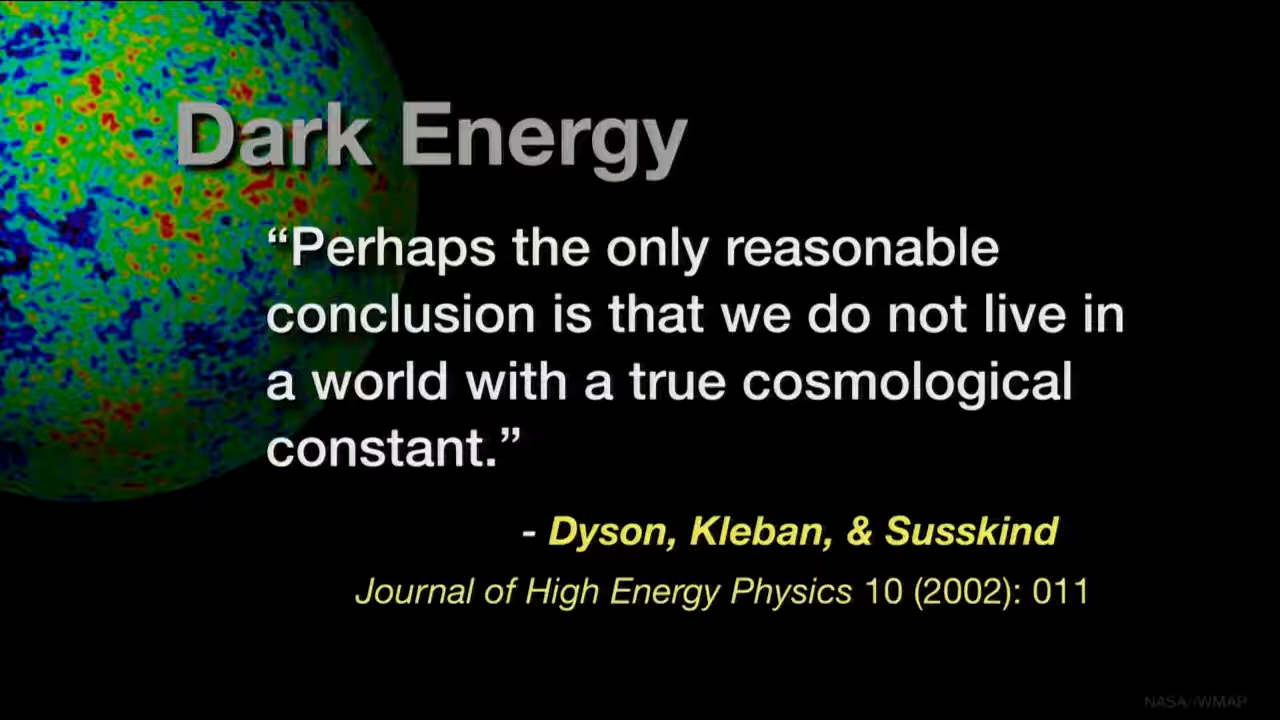 Dark Energy
“Perhaps the only reasonable
conclusion is that we do not live in
a world with a true cosmological
constant.”
- Dyson, Kleban, & Susskind
Journal of High Energy Physics 10 (2002): 011
NASA/WMAP